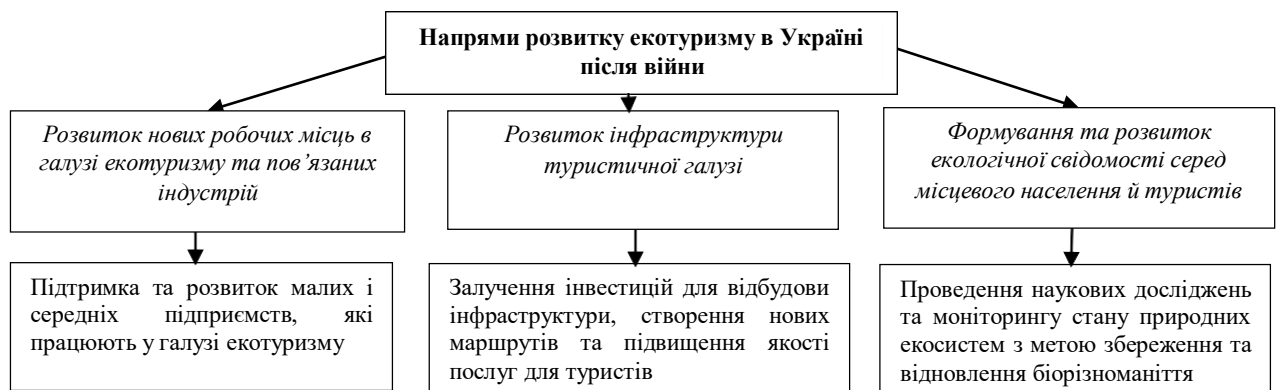 Напрями розвитку екотуризму в Україні
після війни
Розвиток нових робочих місць в
галузі екотуризму та пов’язаних
індустрій
Розвиток інфраструктури
туристичної галузі
Формування та розвиток
екологічної свідомості серед
місцевого населення й туристів
Підтримка та розвиток малих і
середніх підприємств, які
працюють у галузі екотуризму
Залучення інвестицій для відбудови
інфраструктури, створення нових
маршрутів та підвищення якості
послуг для туристів
Проведення наукових досліджень
та моніторингу стану природних
екосистем з метою збереження та
відновлення біорізноманіття